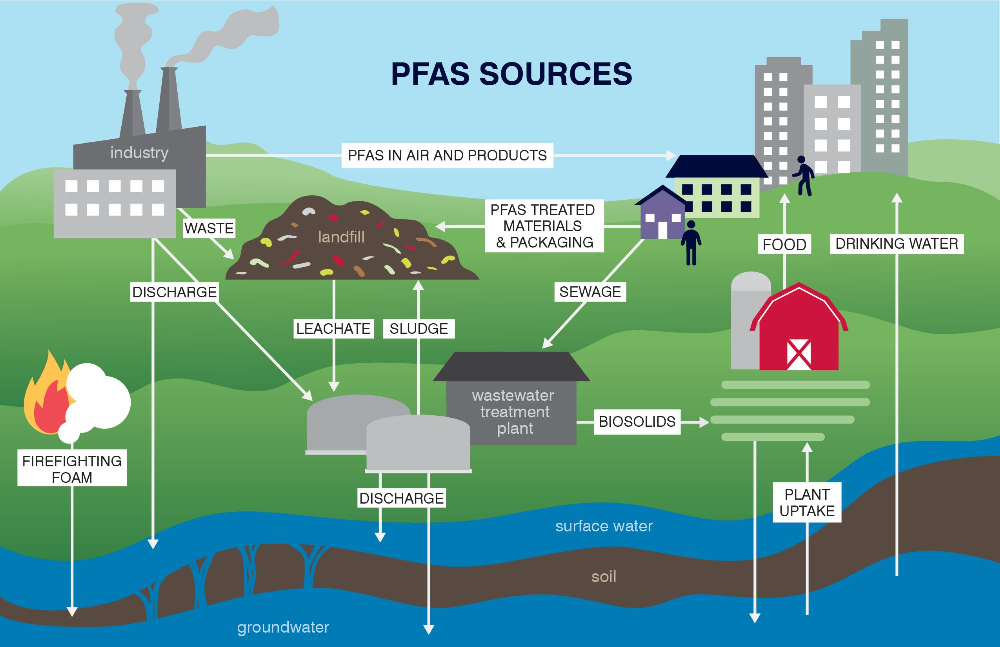 PFAS SOURCES
industry
PFAS IN AIR AND PRODUCTS
WASTE
landfill
PFAS TREATED
MATERIALS
& PACKAGING
FOOD
DRINKING WATER
DISCHARGE
SEWAGE
LEACHATE
SLUDGE
wastewater
treatment
plant
BIOSOLIDS
FIREFIGHTING
FOAM
DISCHARGE
PLANT
UPTAKE
surface water
soil
groundwater